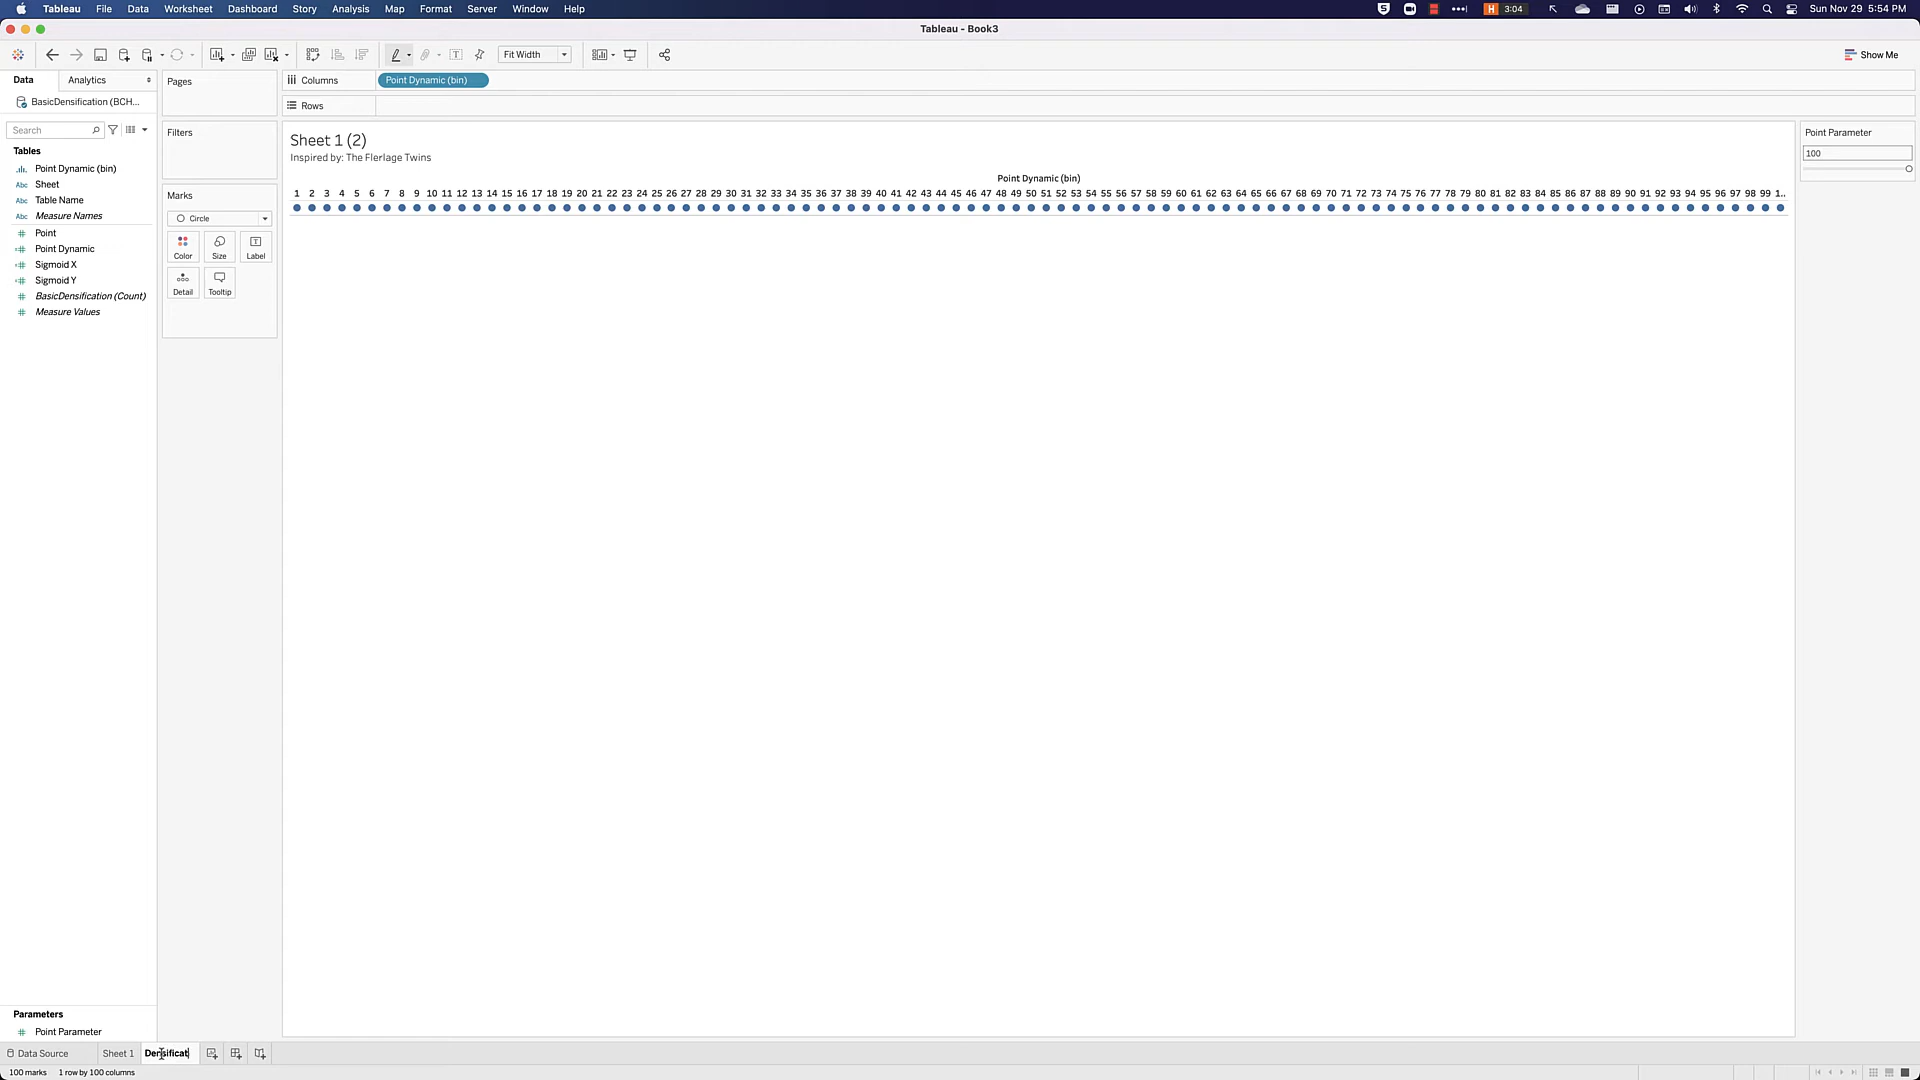 Tableau File Data Worksheet Dashboard Story Analysis Map Format Server Window Help
H 3:04
Sun Nov 29 5:54 PM
Tableau - Book3
Fit Width
Show Me
Data Analytics
BasicDensification (BCH...
Search
Tables
Point Dynamic (bin)
Abc Sheet
Abc Table Name
Abc Measure Names
Point
Point Dynamic
Sigmoid X
Sigmoid Y
BasicDensification (Count)
Measure Values
Parameters
Point Parameter
Pages
Filters
Marks
Circle
Color Size Label
Detail Tooltip
Columns Point Dynamic (bin)
Rows
Sheet 1 (2)
Inspired by: The Flerlage Twins
Point Dynamic (bin)
1 2 3 4 5 6 7 8 9 10 11 12 13 14 15 16 17 18 19 20 21 22 23 24 25 26 27 28 29 30 31 32 33 34 35 36 37 38 39 40 41 42 43 44 45 46 47 48 49 50 51 52 53 54 55 56 57 58 59 60 61 62 63 64 65 66 67 68 69 70 71 72 73 74 75 76 77 78 79 80 81 82 83 84 85 86 87 88 89 90 91 92 93 94 95 96 97 98 99 1..
Point Parameter
100
Data Source Sheet 1 Densificat
100 marks 1 row by 100 columns